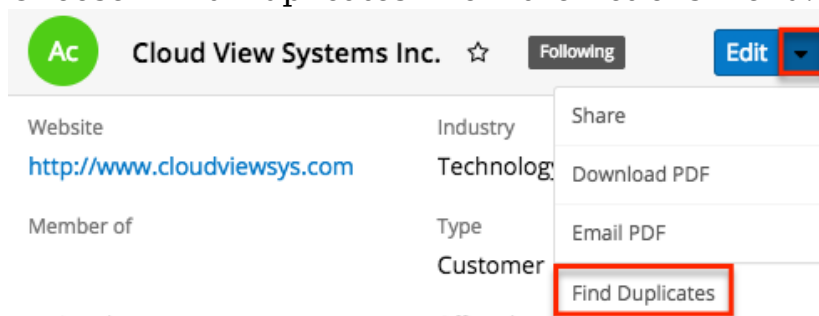 Ac Cloud View Systems Inc. Following Edit
Website Industry Share
http://www.cloudviewsys.com Technology Download PDF
Member of Type Email PDF
Customer
Find Duplicates